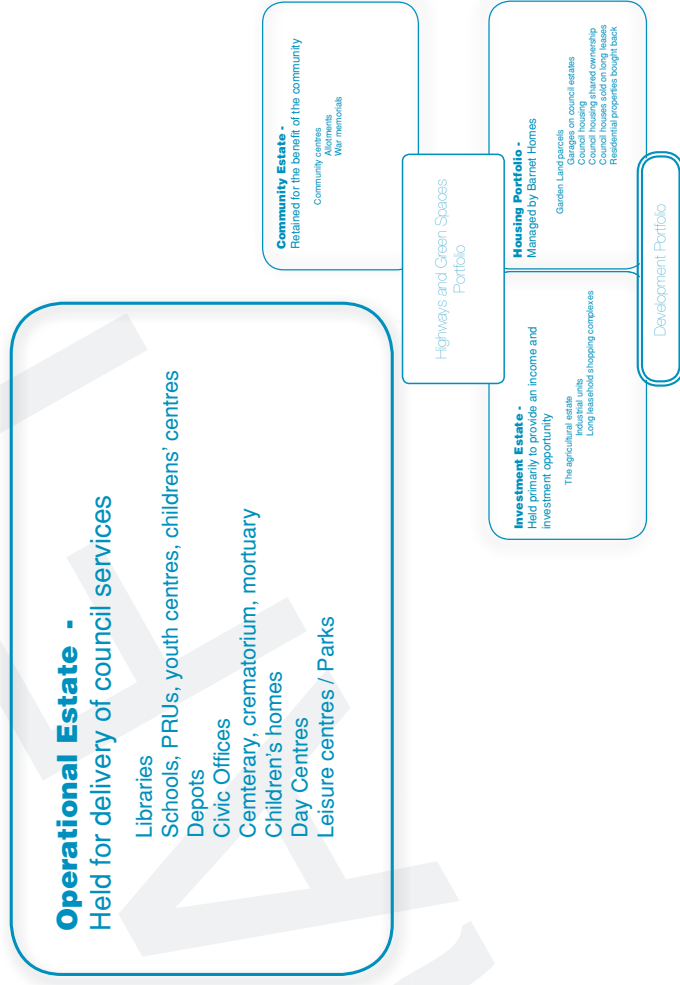 Operational Estate -
Held for delivery of council services
Libraries
Schools, PRUs, youth centres, childrens’ centres
Depots
Civic Offices
Cemterary, crematorium, mortuary
Children’s homes
Day Centres
Leisure centres / Parks
Community Estate -
Retained for the benefit of the community
Community centres
Allotments
War memorials
Highways and Green Spaces
Portfolio
Investment Estate -
Held primarily to provide an income and
investment opportunity
The agricultural estate
Industrial units
Long leasehold shopping complexes
Housing Portfolio -
Managed by Barnet Homes
Garden Land parcels
Garages on council estates
Council housing
Council housing shared ownership
Council houses sold on long leases
Residential properties bought back
Development Portfolio